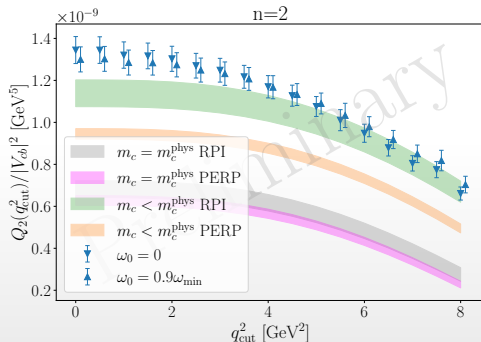 n=2
×10⁻⁹
1.4
1.2
1.0
0.8
0.6
0.4
0.2
Q₂(q²_cut)/|V_cb|² [GeV⁵]
Preliminary
m_c = m_c^phys RPI
m_c = m_c^phys PERP
m_c < m_c^phys RPI
m_c < m_c^phys PERP
ω₀ = 0
ω₀ = 0.9ω_min
0 2 4 6 8
q²_cut [GeV²]